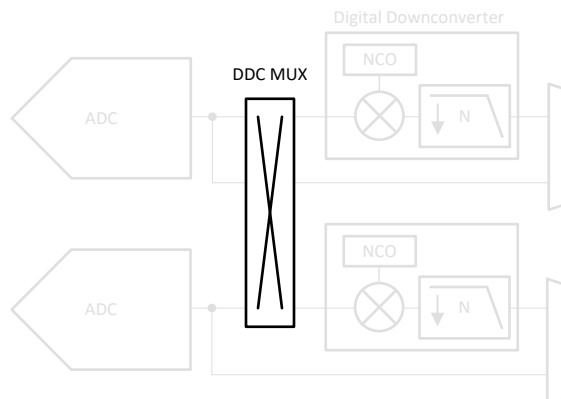 Digital Downconverter
NCO
DDC MUX
ADC
N
NCO
ADC
N